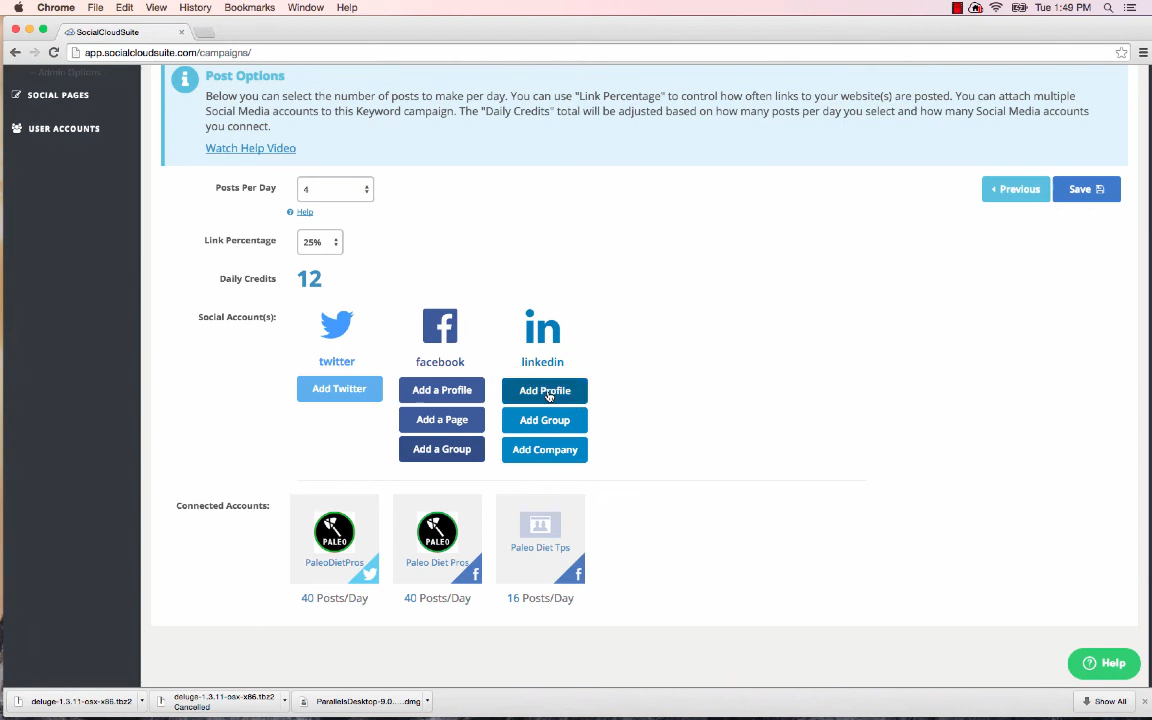 Chrome File Edit View History Bookmarks Window Help Tue 1:49 PM
SocialCloudSuite
app.socialcloudsuite.com/campaigns/
-- Admin Options --
SOCIAL PAGES
USER ACCOUNTS
Post Options
Below you can select the number of posts to make per day. You can use "Link Percentage" to control how often links to your website(s) are posted. You can attach multiple
Social Media accounts to this Keyword campaign. The "Daily Credits" total will be adjusted based on how many posts per day you select and how many Social Media accounts
you connect.
Watch Help Video
Posts Per Day 4 Previous Save
Help
Link Percentage 25%
Daily Credits 12
Social Account(s):
twitter facebook linkedin
Add Twitter Add a Profile Add Profile
Add a Page Add Group
Add a Group Add Company
Connected Accounts:
PALEO PALEO
PaleoDietPros Paleo Diet Pros Paleo Diet Tps
40 Posts/Day 40 Posts/Day 16 Posts/Day
Help
deluge-1.3.11-osx-x86.tbz2 deluge-1.3.11-osx-x86.tbz2 ParallelsDesktop-9.0.....dmg Show All
Cancelled